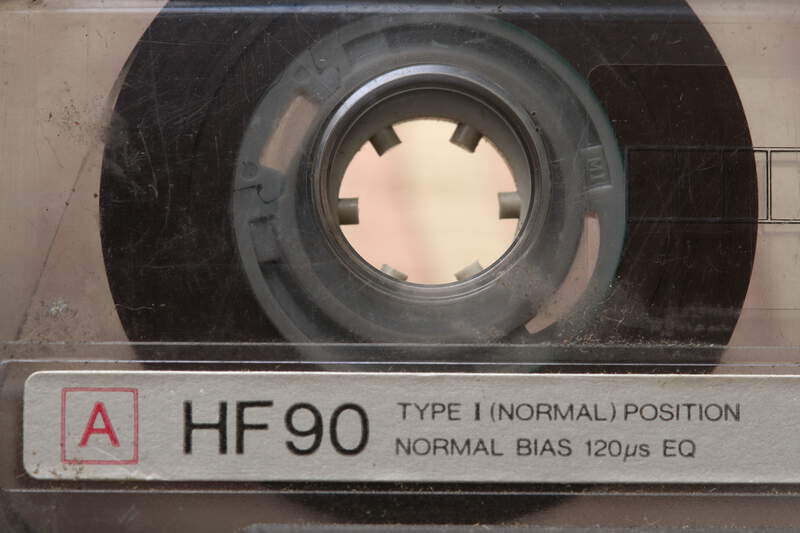 A HF 90
TYPE I (NORMAL) POSITION
NORMAL BIAS 120µs EQ